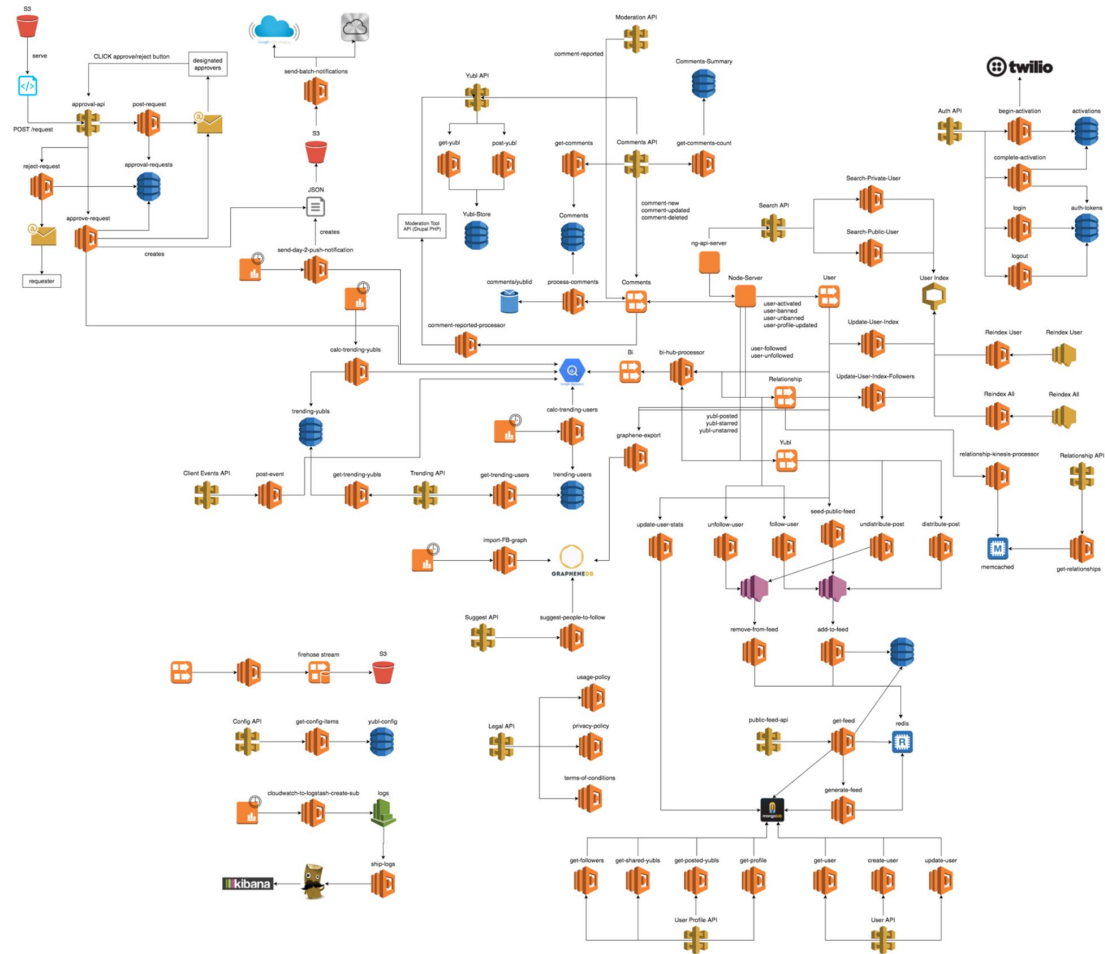 S3
serve
CLICK approve/reject button
designated
approvers
approval-api
post-request
POST /request
reject-request
approval-requests
approve-request
requester
creates
send-batch-notifications
S3
JSON
creates
send-day-2-push-notification
calc-trending-yubls
trending-yubls
Moderation API
comment-reported
Yubl API
get-yubl
post-yubl
Yubl-Store
Moderation Tool
API (Drupal PHP)
Comments-Summary
get-comments
Comments API
get-comments-count
Comments
comment-new
comment-updated
comment-deleted
comments/yublid
process-comments
Comments
comment-reported-processor
Search API
Search-Private-User
Search-Public-User
ng-api-server
Node-Server
User
User Index
user-activated
user-banned
user-unbanned
user-profile-updated
user-followed
user-unfollowed
Update-User-Index
Update-User-Index-Followers
twilio
Auth API
begin-activation
activations
complete-activation
login
auth-tokens
logout
Reindex User
Reindex User
Reindex All
Reindex All
Bi
bi-hub-processor
Relationship
yubl-posted
yubl-starred
yubl-unstarred
Yubl
graphene-export
calc-trending-users
Client Events API
post-event
get-trending-yubls
Trending API
get-trending-users
trending-users
relationship-kinesis-processor
Relationship API
M
memcached
get-relationships
import-FB-graph
GRAPHENEDB
Suggest API
suggest-people-to-follow
update-user-stats
unfollow-user
follow-user
seed-public-feed
undistribute-post
distribute-post
remove-from-feed
add-to-feed
public-feed-api
get-feed
redis
R
generate-feed
mongolab
firehose stream
S3
Config API
get-config-items
yubl-config
cloudwatch-to-logstash-create-sub
logs
ship-logs
kibana
Legal API
usage-policy
privacy-policy
terms-of-conditions
get-followers
get-shared-yubls
get-posted-yubls
get-profile
User Profile API
get-user
create-user
update-user
User API